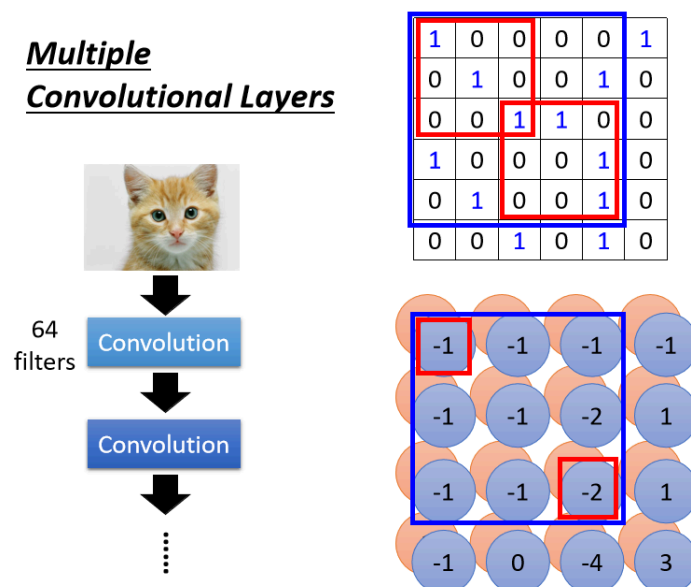 Multiple
Convolutional Layers
64
filters
Convolution
Convolution
1 0 0 0 0 1
0 1 0 0 1 0
0 0 1 1 0 0
1 0 0 0 1 0
0 1 0 0 1 0
0 0 1 0 1 0
-1 -1 -1 -1
-1 -1 -2 1
-1 -1 -2 1
-1 0 -4 3